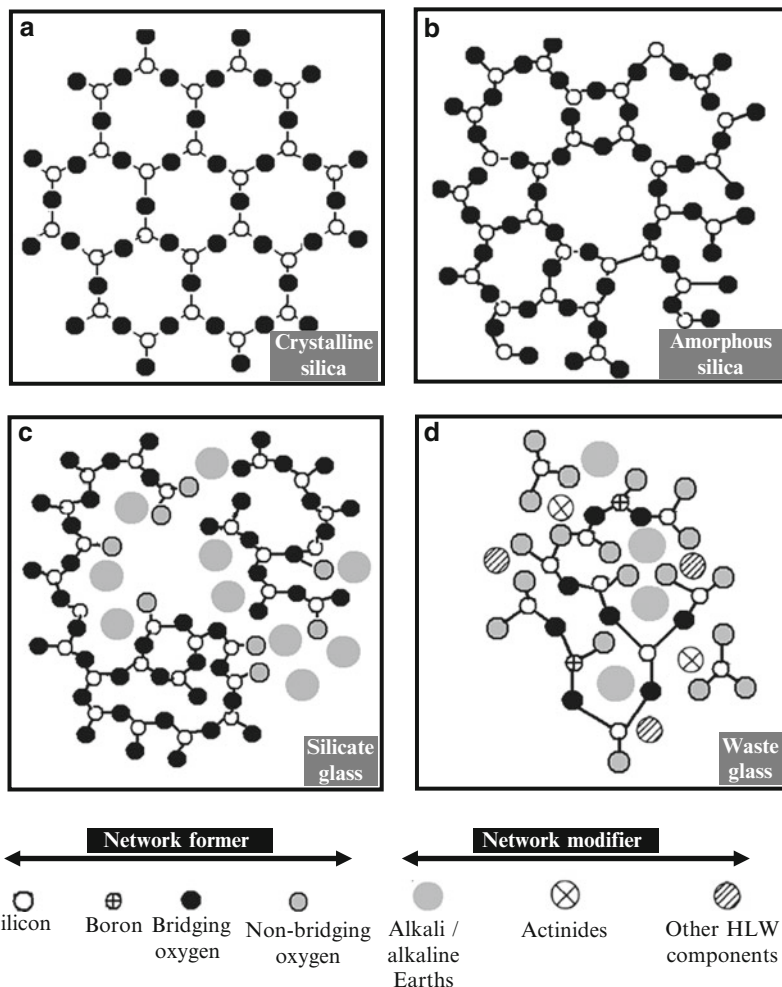 a
b
Crystalline
silica
Amorphous
silica
c
d
Silicate
glass
Waste
glass
Network former
Network modifier
ilicon
Boron
Bridging
oxygen
Non-bridging
oxygen
Alkali /
alkaline
Earths
Actinides
Other HLW
components